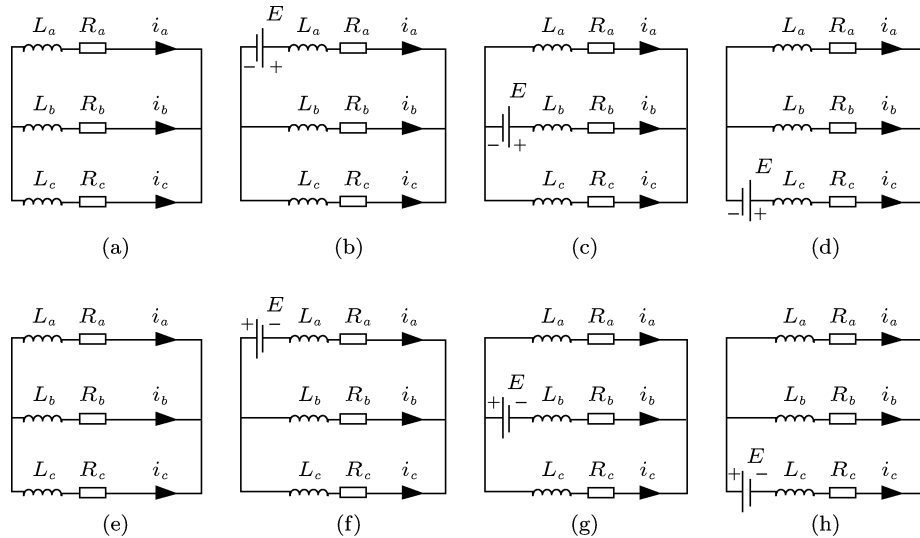 L_a R_a i_a
L_b R_b i_b
L_c R_c i_c
(a)
E
L_a R_a i_a
− +
L_b R_b i_b
L_c R_c i_c
(b)
L_a R_a i_a
E
L_b R_b i_b
− +
L_c R_c i_c
(c)
L_a R_a i_a
L_b R_b i_b
E
L_c R_c i_c
− +
(d)
L_a R_a i_a
L_b R_b i_b
L_c R_c i_c
(e)
E
+ − L_a R_a i_a
L_b R_b i_b
L_c R_c i_c
(f)
L_a R_a i_a
E
+ − L_b R_b i_b
L_c R_c i_c
(g)
L_a R_a i_a
L_b R_b i_b
E
+ − L_c R_c i_c
(h)